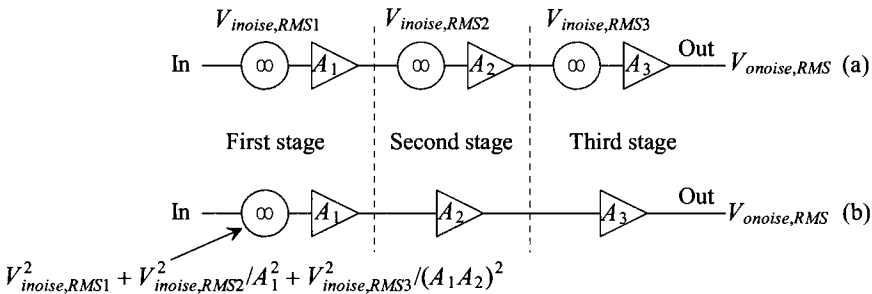 V_{inoise,RMS1} V_{inoise,RMS2} V_{inoise,RMS3}
In ∞ A_1 ∞ A_2 ∞ A_3 Out V_{onoise,RMS} (a)
First stage Second stage Third stage
In ∞ A_1 A_2 A_3 Out V_{onoise,RMS} (b)
V^2_{inoise,RMS1} + V^2_{inoise,RMS2}/A_1^2 + V^2_{inoise,RMS3}/(A_1A_2)^2